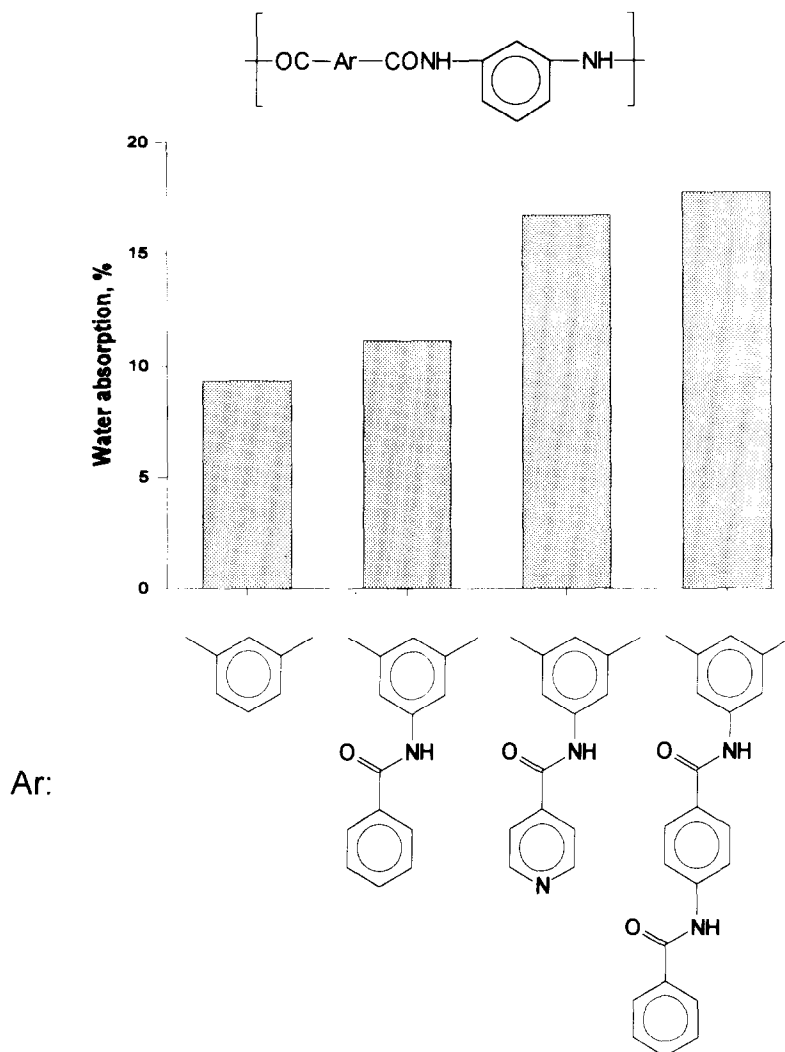 OC—Ar—CONH NH
20
15
10
5
0
Water absorption, %
Ar:
O NH O NH O NH
N
O NH